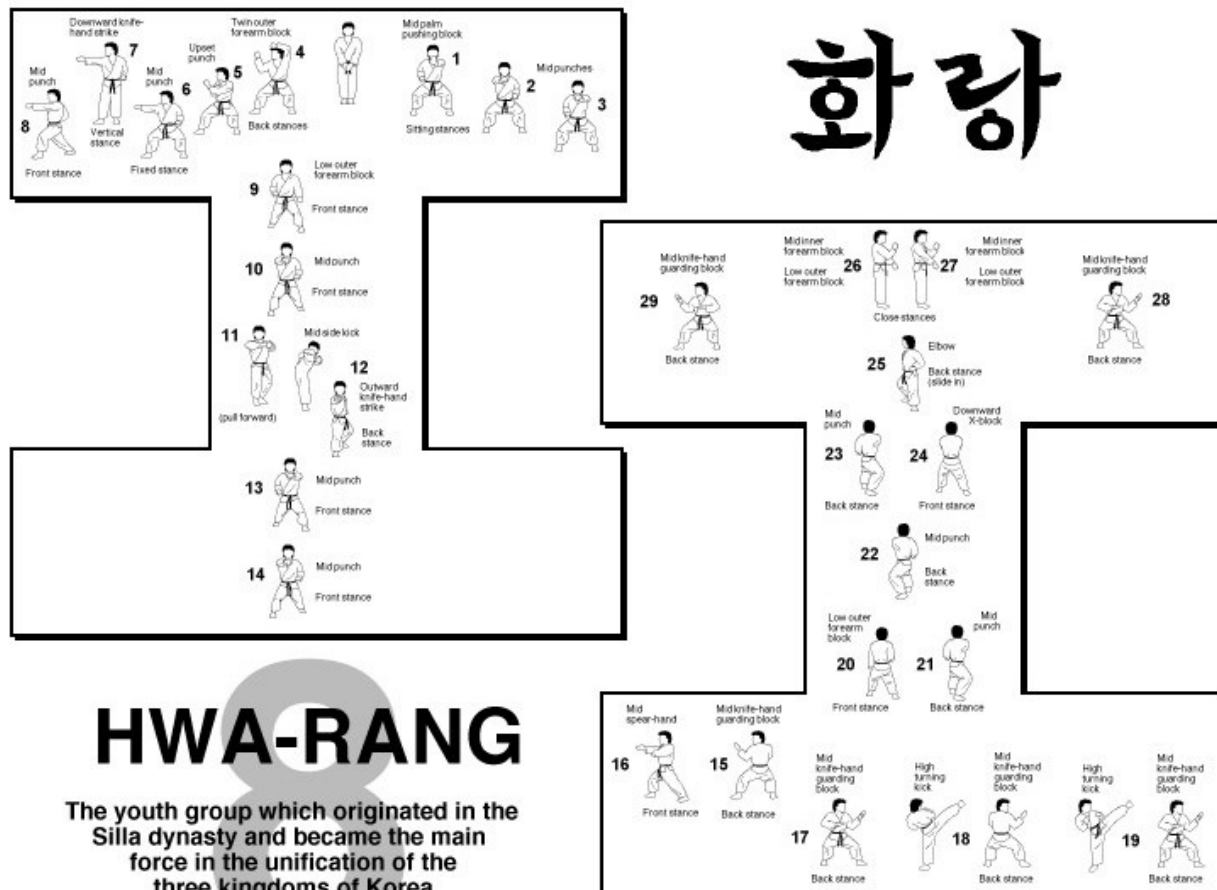 Downward knife-
hand strike
7
Twin outer
forearm block
4
Mid palm
pushing block
1
Upset
punch
5
Mid
punch
8
Mid
punch
6
2
Mid punches
3
Vertical
stance
Back stances
Sitting stances
Front stance
Fixed stance
화랑
9
Low outer
forearm block
Front stance
10
Mid punch
Front stance
11
Mid side kick
(pull forward)
12
Outward
knife-hand
strike
Back
stance
13
Mid punch
Front stance
14
Mid punch
Front stance
HWA-RANG
8
The youth group which originated in the
Silla dynasty and became the main
force in the unification of the
three kingdoms of Korea
Mid knife-hand
guarding block
29
Back stance
Mid inner
forearm block
Low outer
forearm block
26
27
Mid inner
forearm block
Low outer
forearm block
Close stances
Mid knife-hand
guarding block
28
Back stance
25
Elbow
Back stance
(slide in)
Mid
punch
23
Back stance
Downward
X-block
24
Front stance
22
Mid punch
Back
stance
Low outer
forearm
block
20
Front stance
Mid
punch
21
Back stance
Mid
spear-hand
16
Front stance
Mid knife-hand
guarding block
15
Back stance
Mid
knife-hand
guarding
block
17
Back stance
High
turning
kick
18
Mid
knife-hand
guarding
block
Back stance
High
turning
kick
19
Mid
knife-hand
guarding
block
Back stance